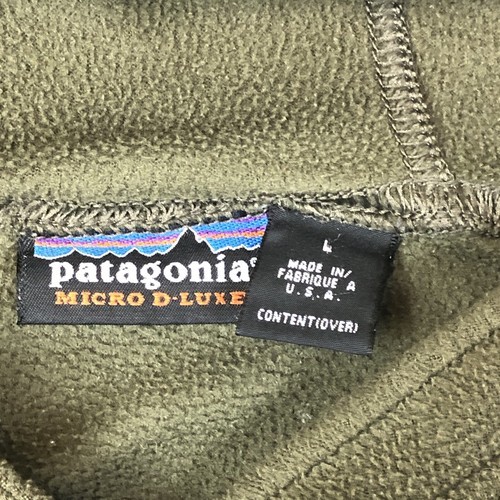 patagonia®
MICRO D-LUXE
L
MADE IN/
FABRIQUE A
U.S.A.
CONTENT(OVER)